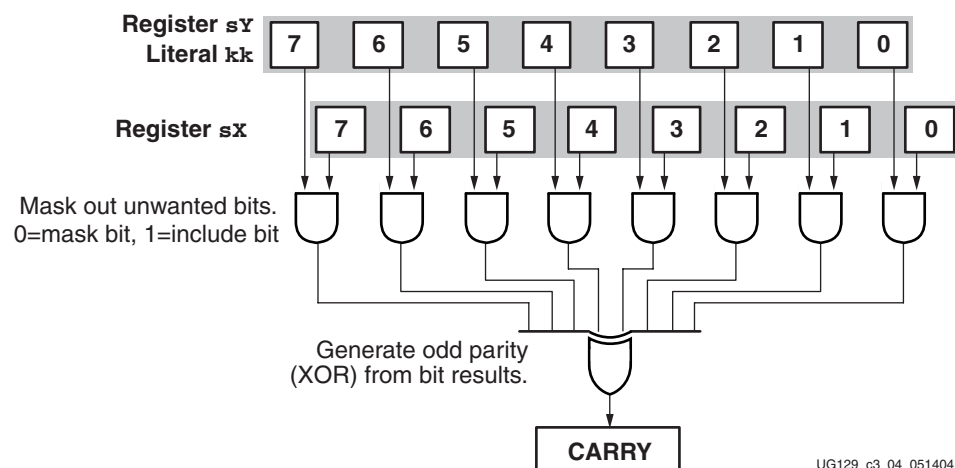 Register sY
Literal kk
7 6 5 4 3 2 1 0
Register sX
7 6 5 4 3 2 1 0
Mask out unwanted bits.
0=mask bit, 1=include bit
Generate odd parity
(XOR) from bit results.
CARRY
UG129_c3_04_051404